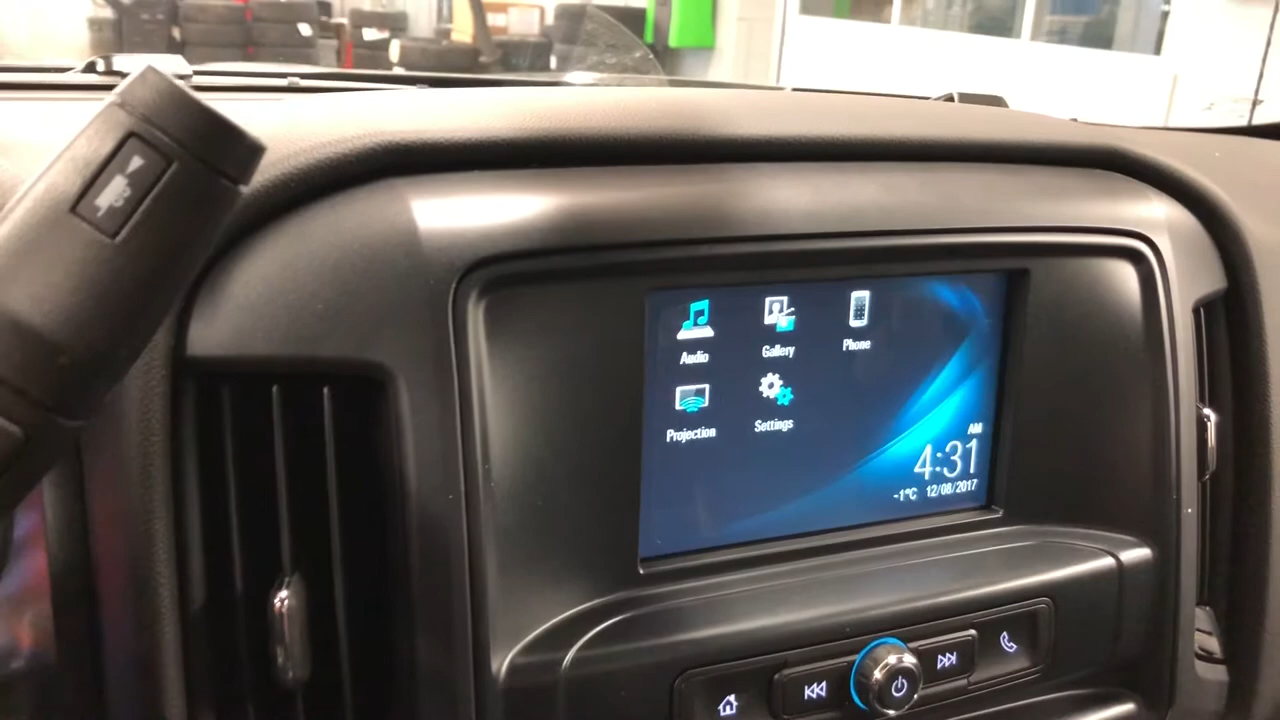 Audio
Gallery
Phone
Projection
Settings
AM
4:31
-1°C 12/08/2017